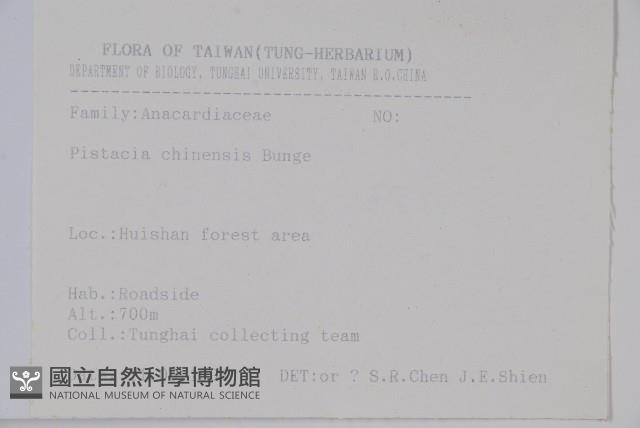 FLORA OF TAIWAN(TUNG-HERBARIUM)
DEPARTMENT OF BIOLOGY, TUNGHAI UNIVERSITY, TAIWAN R.O.CHINA
Family:Anacardiaceae NO:
Pistacia chinensis Bunge
Loc.:Huishan forest area
Hab.:Roadside
Alt.:700m
Coll.:Tunghai collecting team
DET:or ? S.R.Chen J.E.Shien
國立自然科學博物館
NATIONAL MUSEUM OF NATURAL SCIENCE